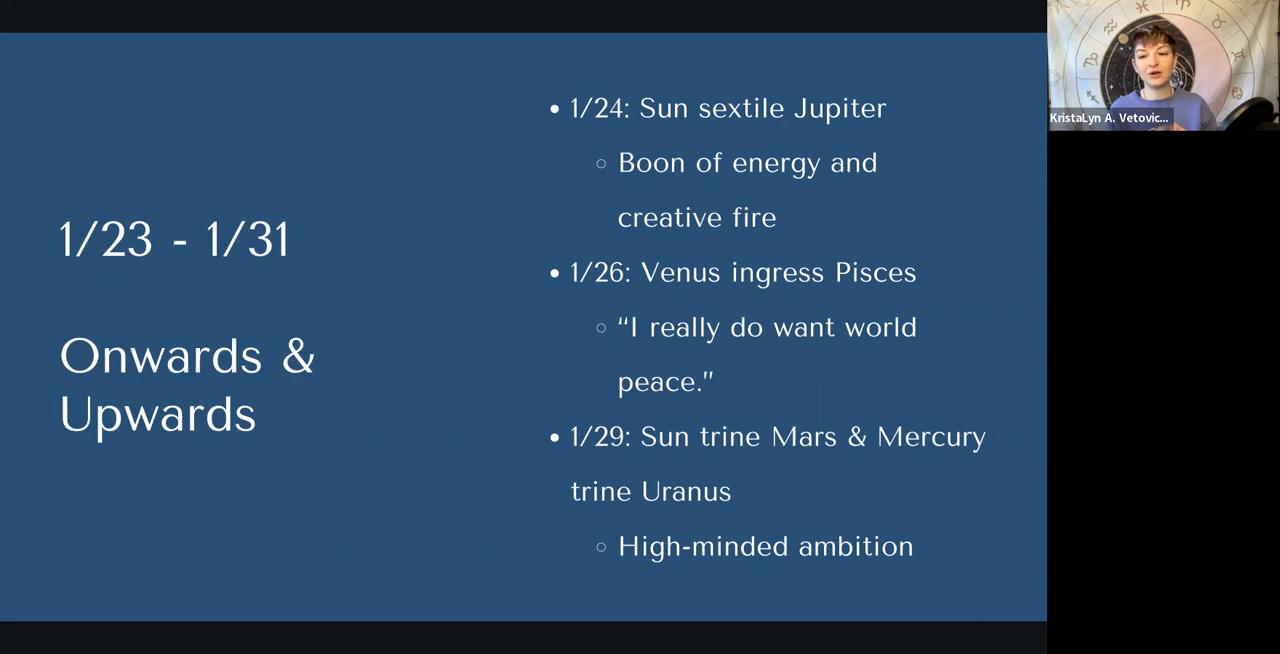 1/23 - 1/31
Onwards &
Upwards
• 1/24: Sun sextile Jupiter
○ Boon of energy and
creative fire
• 1/26: Venus ingress Pisces
○ “I really do want world
peace.”
• 1/29: Sun trine Mars & Mercury
trine Uranus
○ High-minded ambition
KristaLyn A. Vetovic...